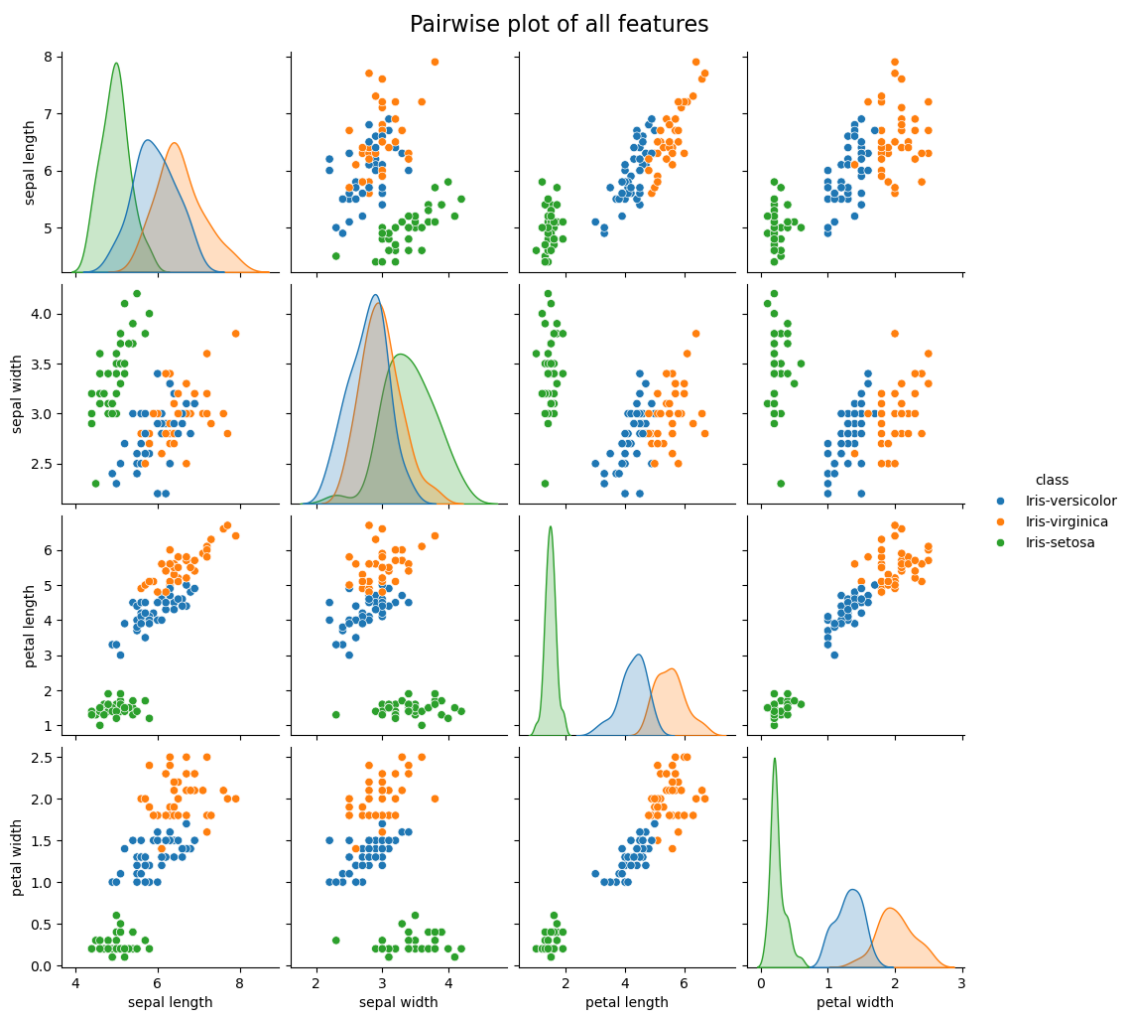 Pairwise plot of all features
8
7
6
5
sepal length
4.0
3.5
3.0
2.5
sepal width
class
Iris-versicolor
Iris-virginica
Iris-setosa
6
5
4
3
2
1
petal length
2.5
2.0
1.5
1.0
0.5
0.0
petal width
4 6 8
2 4
2 4 6
0 1 2 3
sepal length
sepal width
petal length
petal width